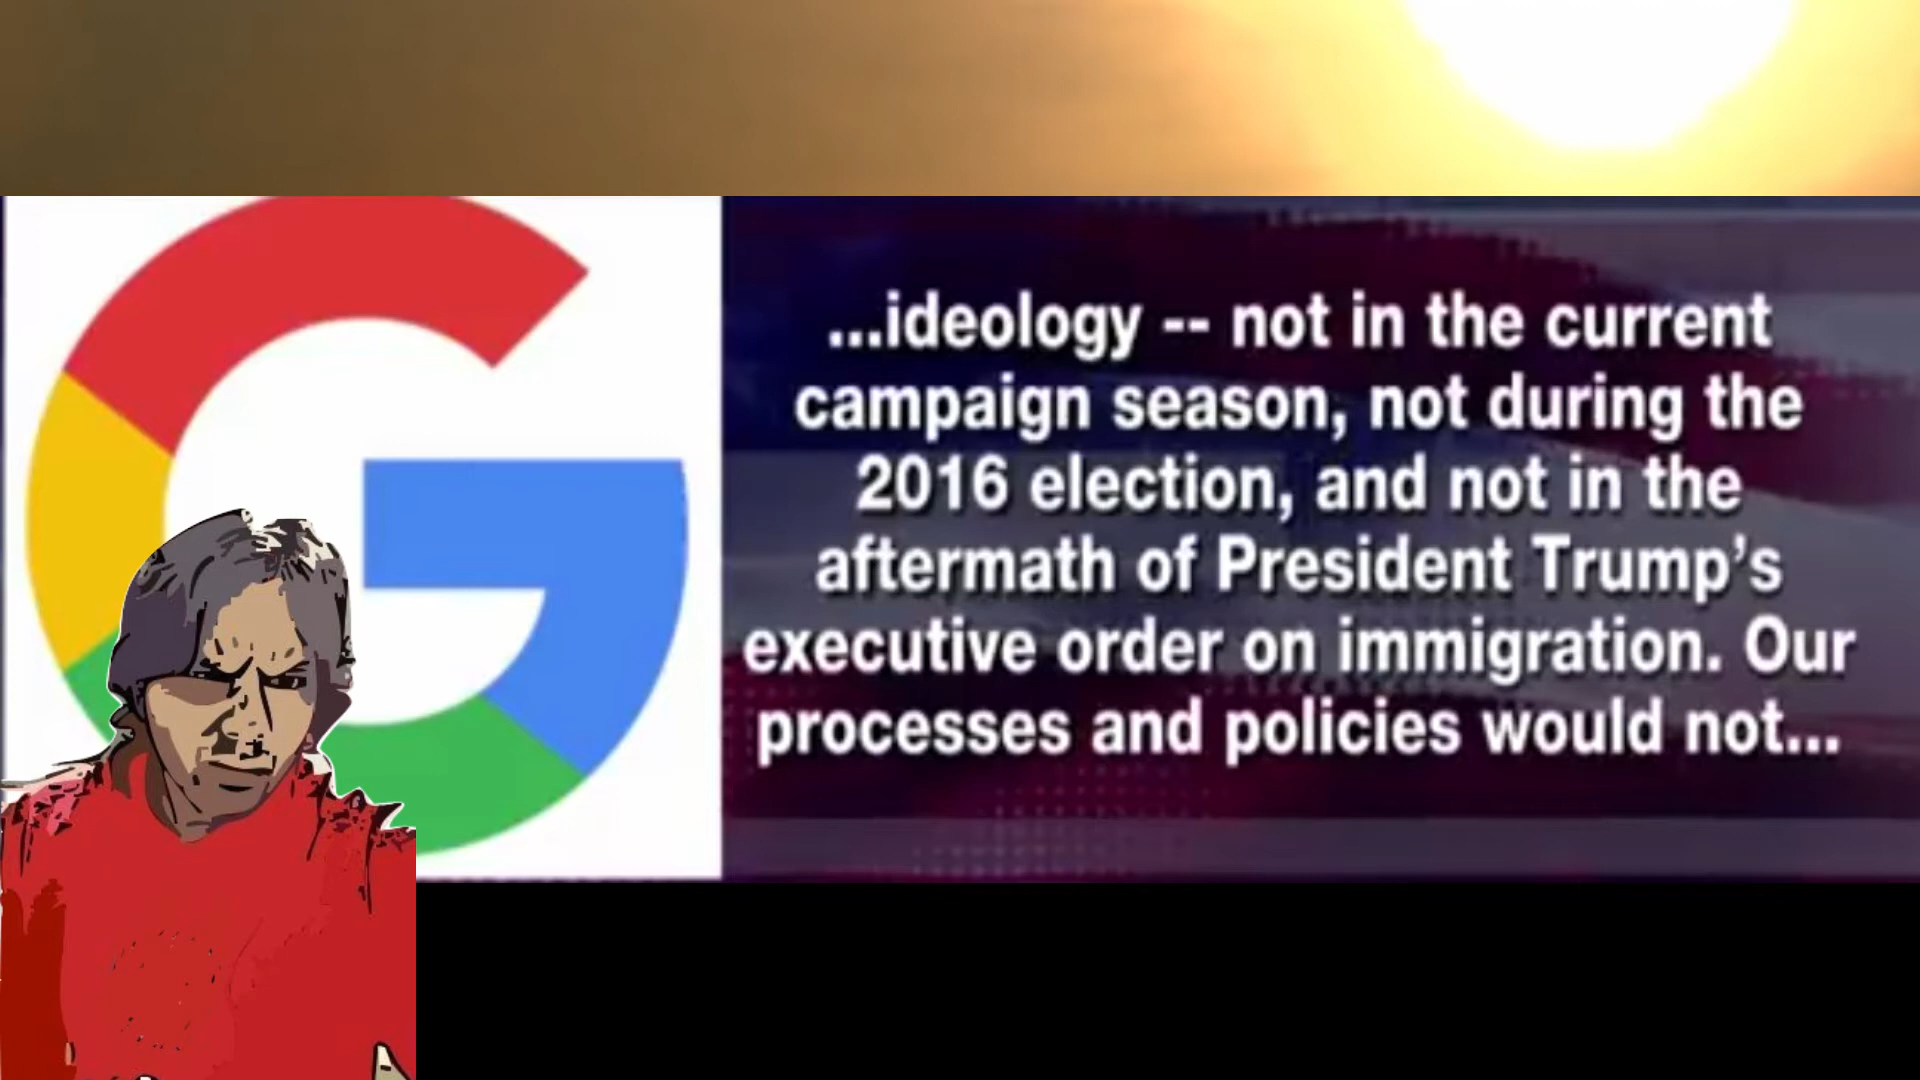 ...ideology -- not in the current
campaign season, not during the
2016 election, and not in the
aftermath of President Trump's
executive order on immigration. Our
processes and policies would not...